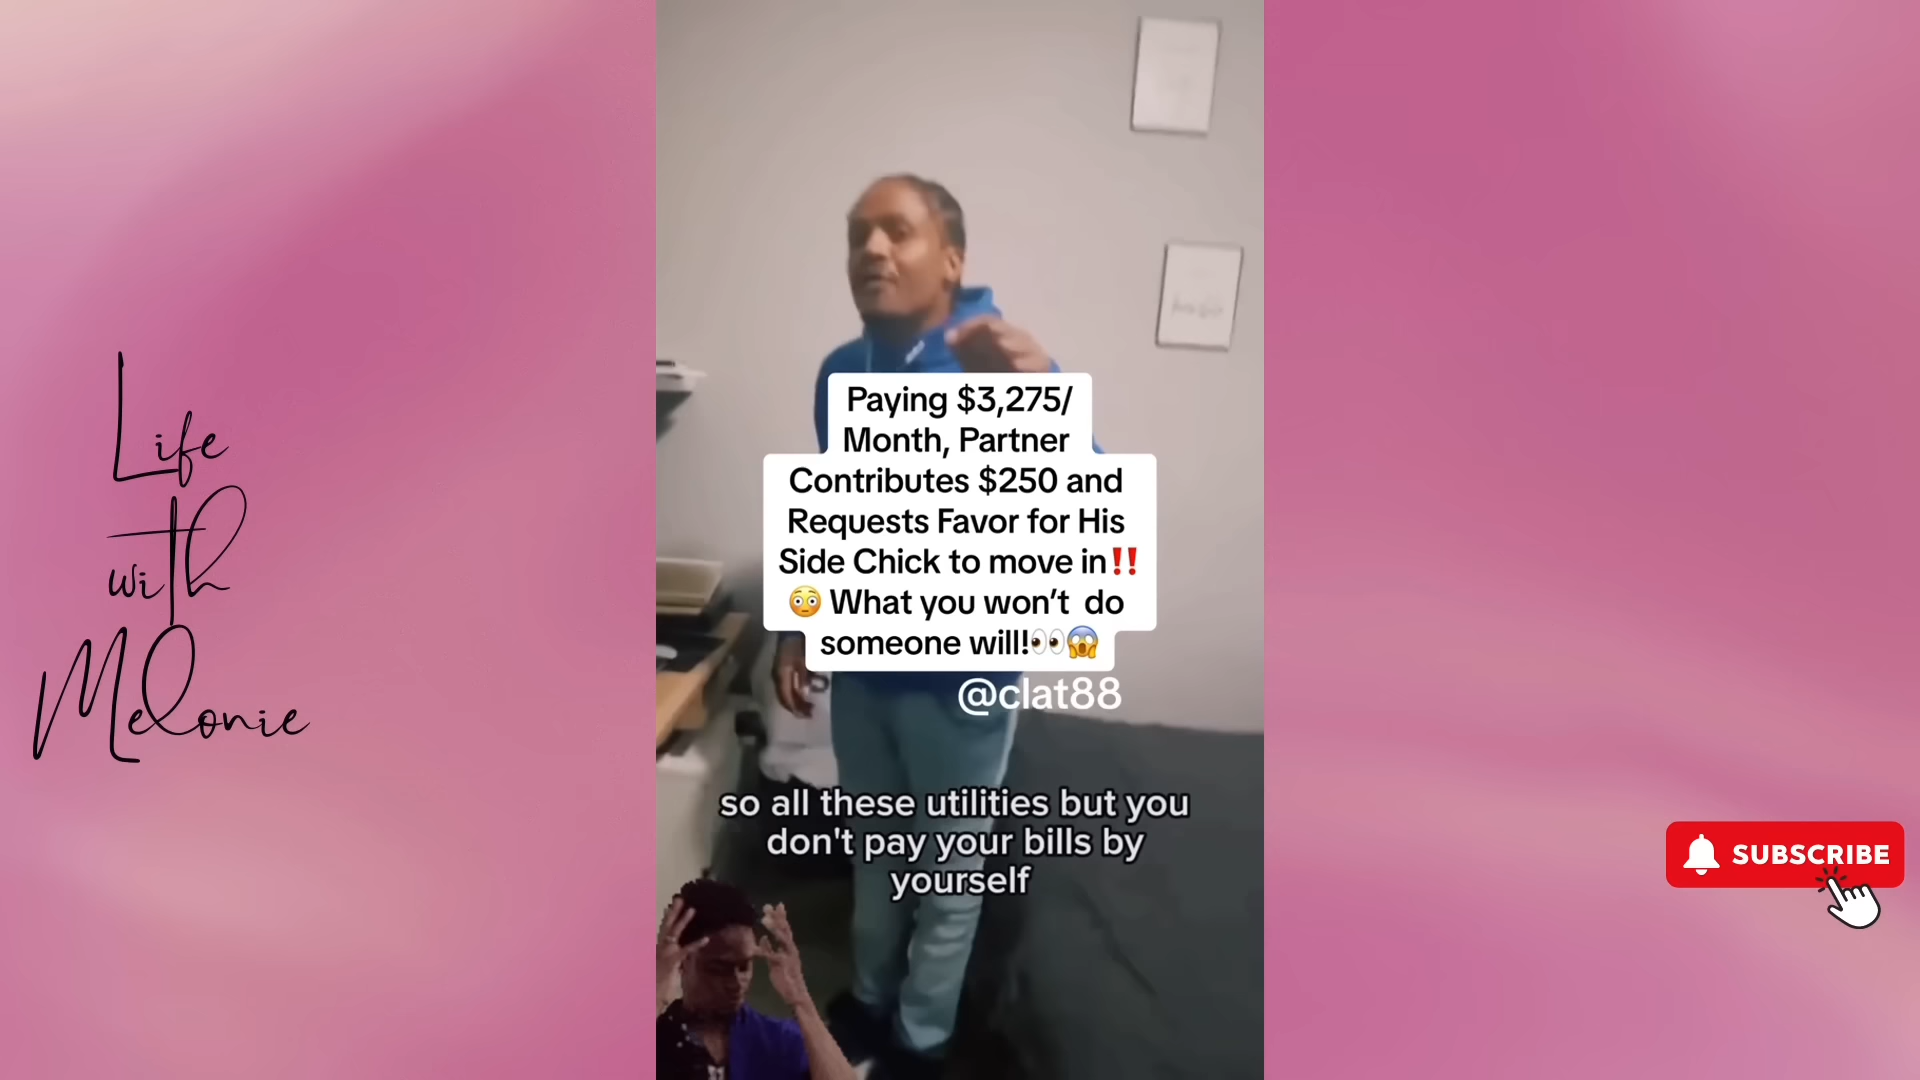 Life
with
Melonie
Paying $3,275/
Month, Partner
Contributes $250 and
Requests Favor for His
Side Chick to move in‼️
😳 What you won’t do
someone will!👀😱
@clat88
so all these utilities but you
don't pay your bills by
yourself
SUBSCRIBE